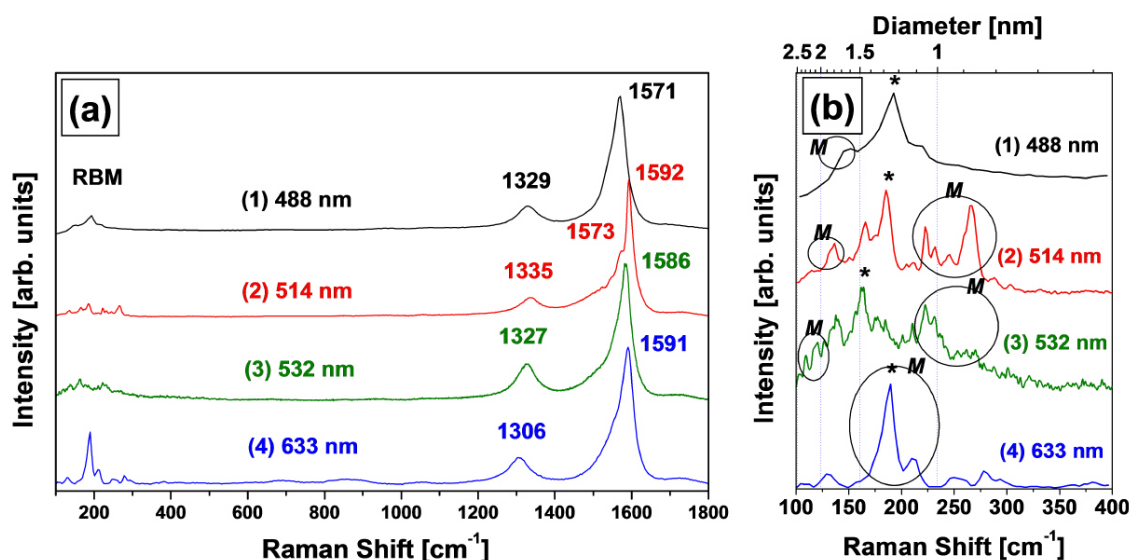 (a)
1571
1592
RBM
1329
(1) 488 nm
1573
1586
1335
(2) 514 nm
1327
1591
(3) 532 nm
1306
(4) 633 nm
Intensity [arb. units]
200 400 600 800 1000 1200 1400 1600 1800
Raman Shift [cm⁻¹]
Diameter [nm]
2.5 2 1.5 1
(b)
*
M
(1) 488 nm
*
M
M
(2) 514 nm
*
M
M
(3) 532 nm
*
M
(4) 633 nm
Intensity [arb. units]
100 150 200 250 300 350 400
Raman Shift [cm⁻¹]